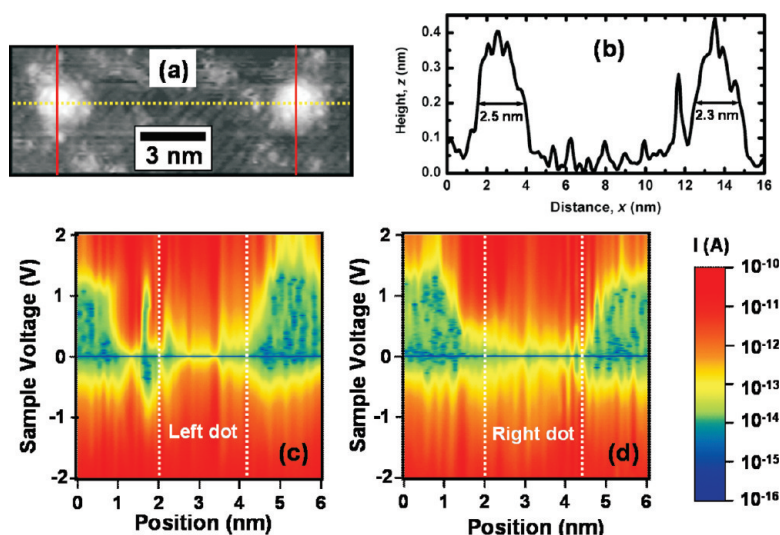 (a)
3 nm
(b)
Height, z (nm)
0.4
0.3
0.2
0.1
0.0
2.5 nm
2.3 nm
0 2 4 6 8 10 12 14 16
Distance, x (nm)
Sample Voltage (V)
2
1
0
-1
-2
Left dot
(c)
0 1 2 3 4 5 6
Position (nm)
Sample Voltage (V)
2
1
0
-1
-2
Right dot
(d)
0 1 2 3 4 5 6
Position (nm)
I (A)
10-10
10-11
10-12
10-13
10-14
10-15
10-16